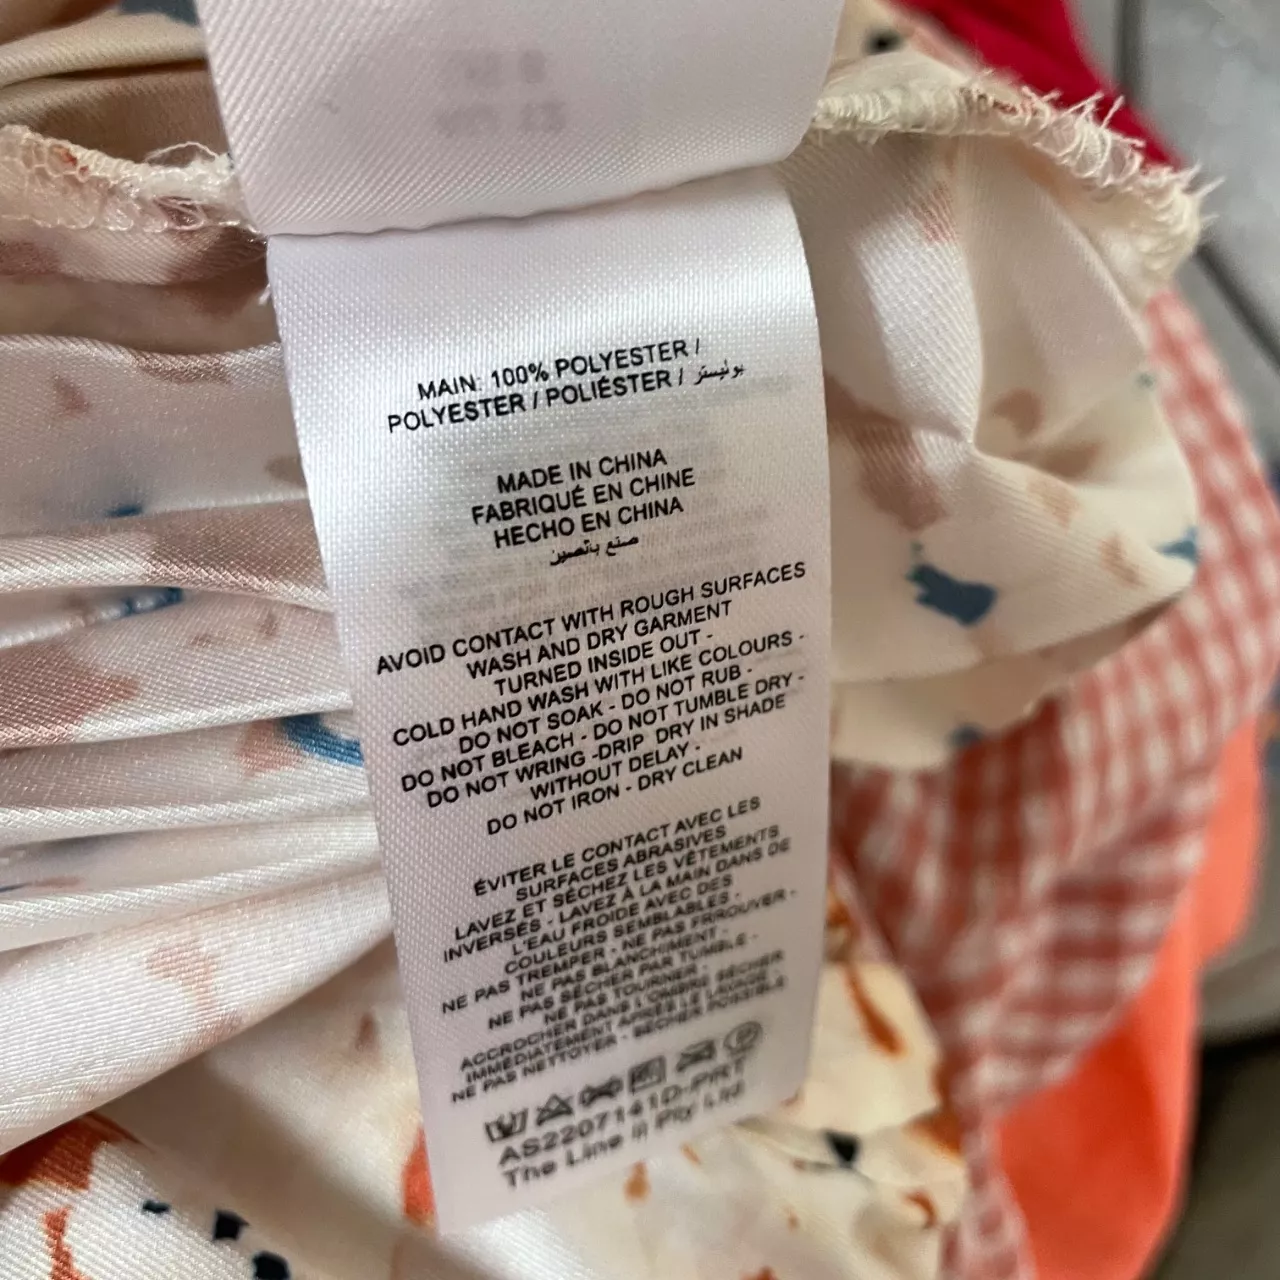 MAIN: 100% POLYESTER /
POLYESTER / POLIÉSTER / بوليستر
MADE IN CHINA
FABRIQUÉ EN CHINE
HECHO EN CHINA
صنع بالصين
AVOID CONTACT WITH ROUGH SURFACES
WASH AND DRY GARMENT
TURNED INSIDE OUT -
COLD HAND WASH WITH LIKE COLOURS -
DO NOT SOAK - DO NOT RUB -
DO NOT BLEACH - DO NOT TUMBLE DRY -
DO NOT WRING -DRIP DRY IN SHADE
WITHOUT DELAY -
DO NOT IRON - DRY CLEAN
ÉVITER LE CONTACT AVEC LES
SURFACES ABRASIVES
LAVEZ ET SÉCHEZ LES VÊTEMENTS
INVERSÉS - LAVEZ À LA MAIN DANS DE
L'EAU FROIDE AVEC DES
COULEURS SEMBLABLES -
NE PAS TREMPER - NE PAS FRROUVER -
NE PAS BLANCHIMENT -
NE PAS SÉCHER PAR TUMBLE -
NE PAS TOURNER - SÉCHER
ACCROCHER DANS L'OMBRE
IMMÉDIATEMENT APRÈS LE LAVAGE -
NE PAS NETTOYER - SÉCHER POSSIBLE
AS2207141D-PRT
The Line iii Pty Ltd